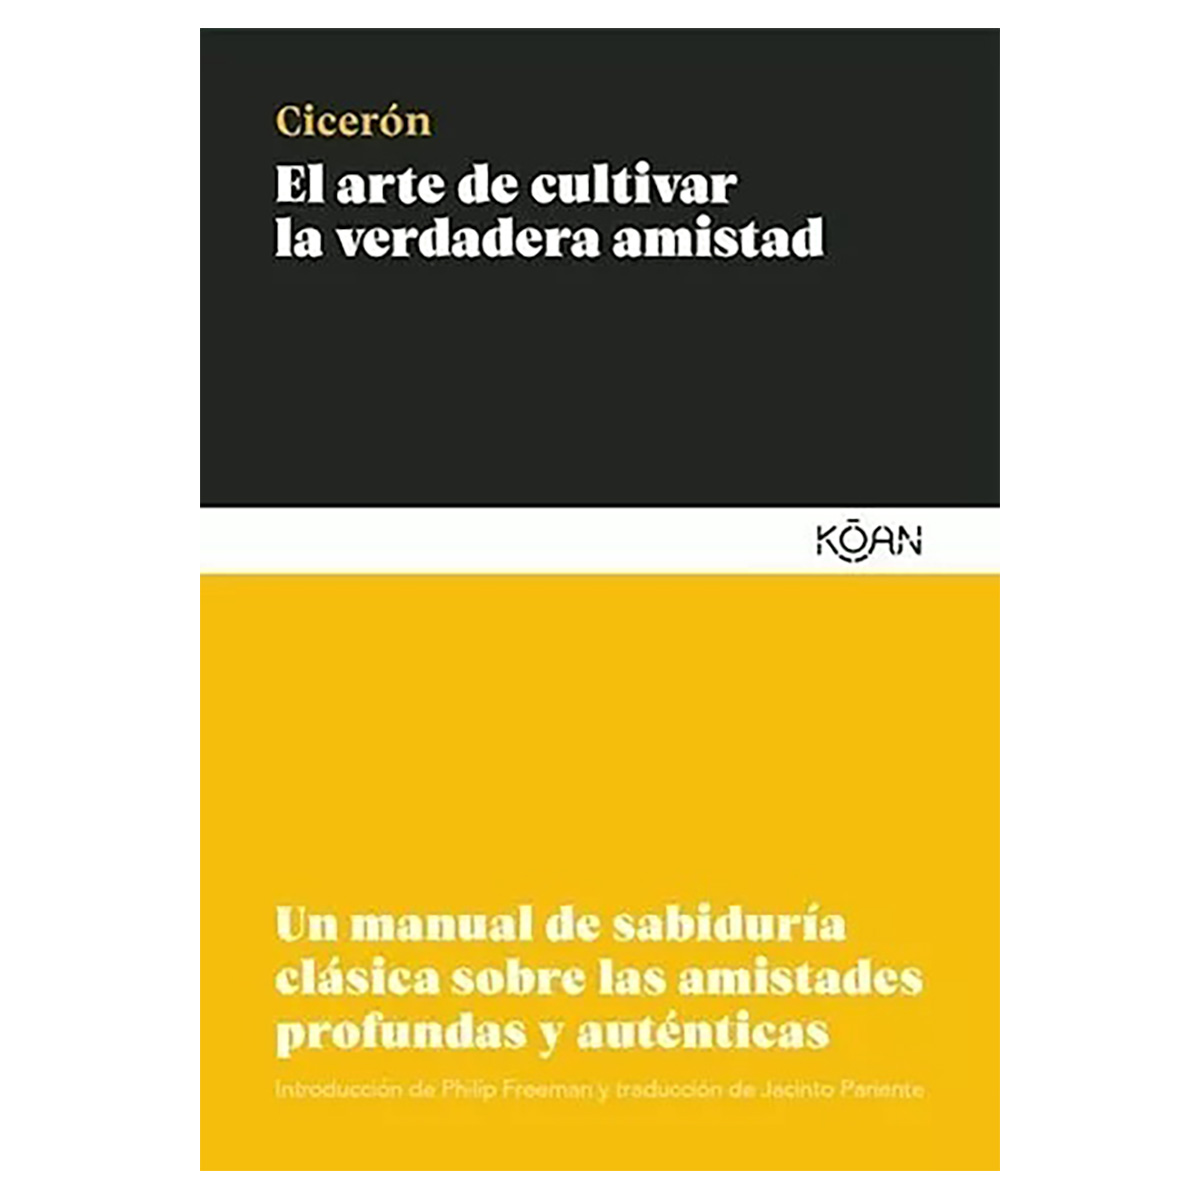 Cicerón
El arte de cultivar
la verdadera amistad
KŌAN
Un manual de sabiduría
clásica sobre las amistades
profundas y auténticas
Introducción de Philip Freeman y traducción de Jacinto Pariente